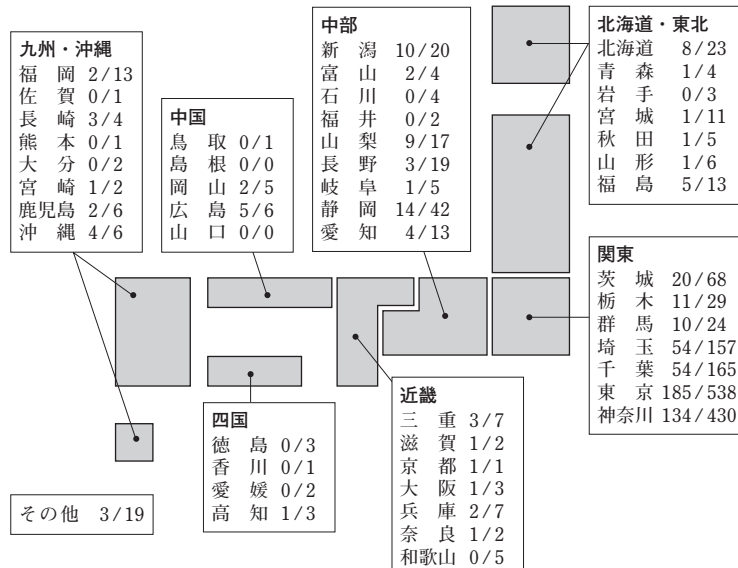 九州・沖縄
福岡 2/13
佐賀 0/1
長崎 3/4
熊本 0/1
大分 0/2
宮崎 1/2
鹿児島 2/6
沖縄 4/6
中国
鳥取 0/1
島根 0/0
岡山 2/5
広島 5/6
山口 0/0
中部
新潟 10/20
富山 2/4
石川 0/4
福井 0/2
山梨 9/17
長野 3/19
岐阜 1/5
静岡 14/42
愛知 4/13
北海道・東北
北海道 8/23
青森 1/4
岩手 0/3
宮城 1/11
秋田 1/5
山形 1/6
福島 5/13
関東
茨城 20/68
栃木 11/29
群馬 10/24
埼玉 54/157
千葉 54/165
東京 185/538
神奈川 134/430
近畿
三重 3/7
滋賀 1/2
京都 1/1
大阪 1/3
兵庫 2/7
奈良 1/2
和歌山 0/5
四国
徳島 0/3
香川 0/1
愛媛 0/2
高知 1/3
その他 3/19